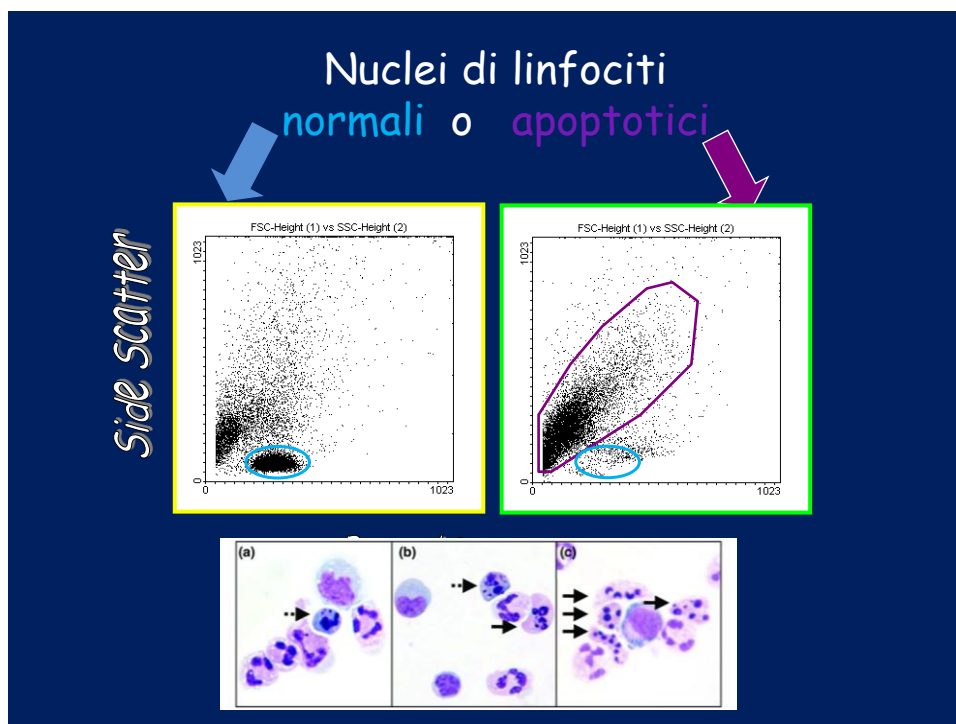 Nuclei di linfociti
normali o apoptotici
Side Scatter
FSC-Height (1) vs SSC-Height (2)
1023
0
0
1023
FSC-Height (1) vs SSC-Height (2)
1023
0
0
1023
(a)
(b)
(c)